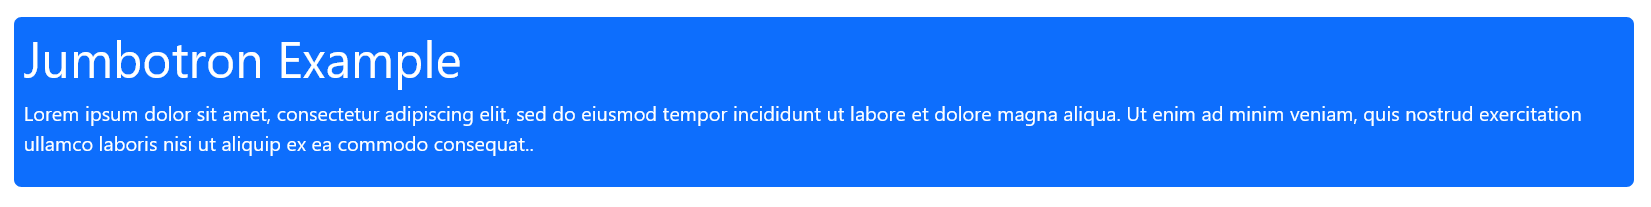 Jumbotron Example
Lorem ipsum dolor sit amet, consectetur adipiscing elit, sed do eiusmod tempor incididunt ut labore et dolore magna aliqua. Ut enim ad minim veniam, quis nostrud exercitation
ullamco laboris nisi ut aliquip ex ea commodo consequat..